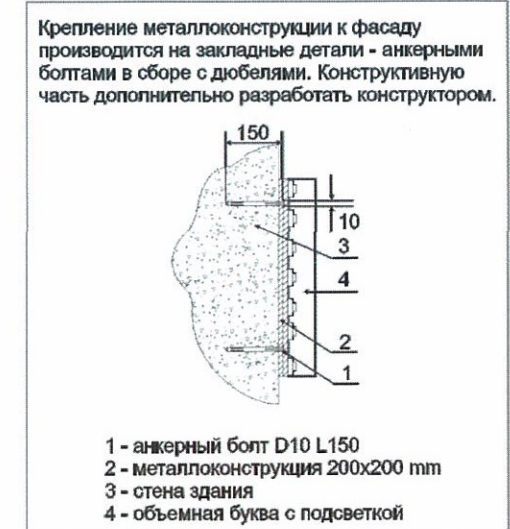 Крепление металлоконструкции к фасаду
производится на закладные детали - анкерными
болтами в сборе с дюбелями. Конструктивную
часть дополнительно разработать конструктором.
150
10
3
4
2
1
1 - анкерный болт D10 L150
2 - металлоконструкция 200x200 mm
3 - стена здания
4 - объемная буква с подсветкой